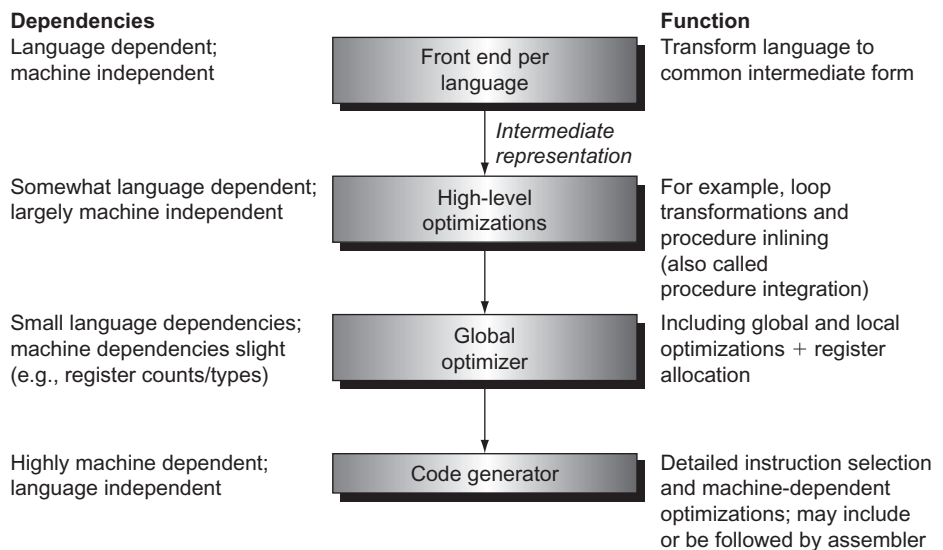 Dependencies
Language dependent;
machine independent
Front end per
language
Function
Transform language to
common intermediate form
Intermediate
representation
Somewhat language dependent;
largely machine independent
High-level
optimizations
For example, loop
transformations and
procedure inlining
(also called
procedure integration)
Small language dependencies;
machine dependencies slight
(e.g., register counts/types)
Global
optimizer
Including global and local
optimizations + register
allocation
Highly machine dependent;
language independent
Code generator
Detailed instruction selection
and machine-dependent
optimizations; may include
or be followed by assembler